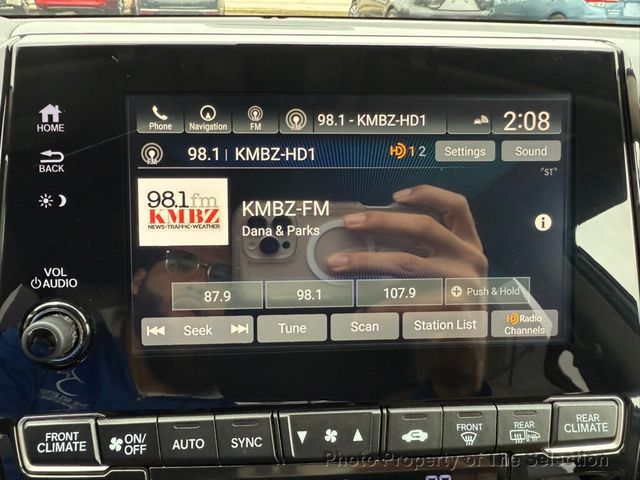 98.1 - KMBZ-HD1
2:08
HOME
Phone
Navigation
FM
FM
98.1 KMBZ-HD1
HD 1 2
Settings
Sound
BACK
"ST"
98.1fm
KMBZ
NEWS•TRAFFIC•WEATHER
KMBZ-FM
Dana & Parks
i
VOL
AUDIO
87.9
98.1
107.9
+ Push & Hold
Seek
Tune
Scan
Station List
HD Radio
Channels
FRONT
CLIMATE
ON/
OFF
AUTO
SYNC
FRONT
REAR
REAR
CLIMATE
Photo Property of The Selection